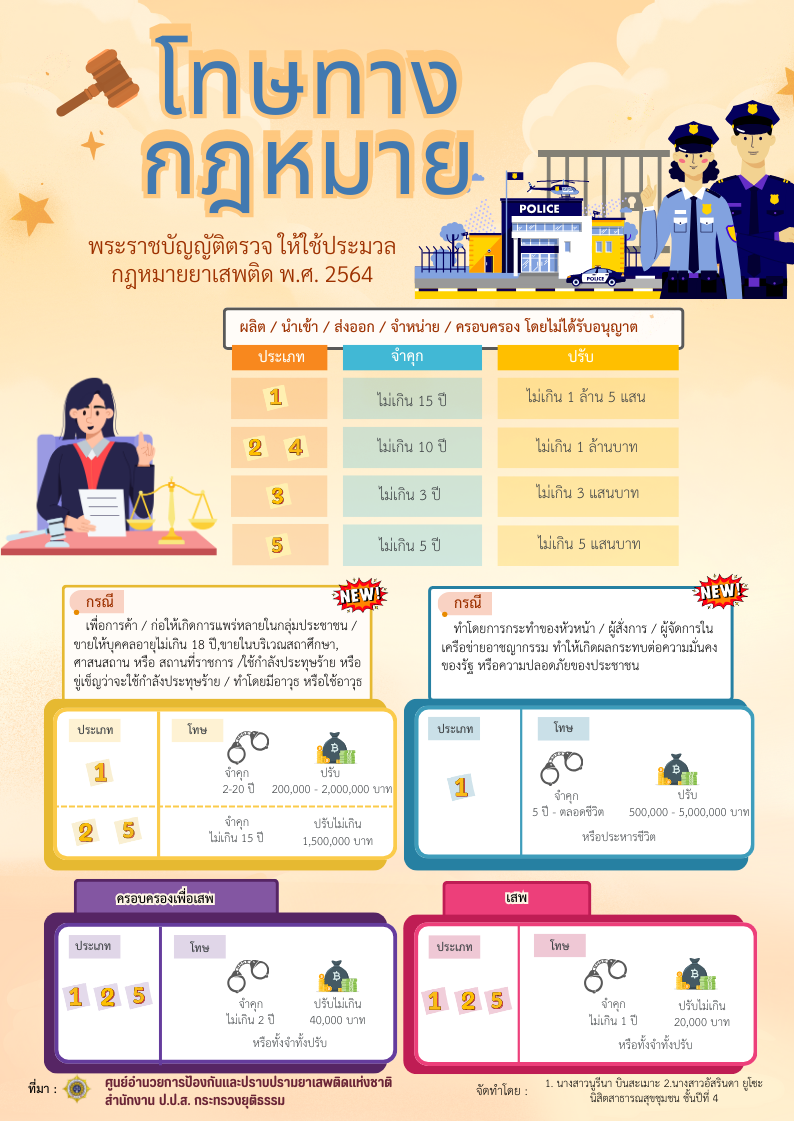 โทษทาง
กฎหมาย
พระราชบัญญัติตรวจ ให้ใช้ประมวล
กฎหมายยาเสพติด พ.ศ. 2564
POLICE
POLICE
ผลิต / นำเข้า / ส่งออก / จำหน่าย / ครอบครอง โดยไม่ได้รับอนุญาต
ประเภท จำคุก ปรับ
1 ไม่เกิน 15 ปี ไม่เกิน 1 ล้าน 5 แสน
2 4 ไม่เกิน 10 ปี ไม่เกิน 1 ล้านบาท
3 ไม่เกิน 3 ปี ไม่เกิน 3 แสนบาท
5 ไม่เกิน 5 ปี ไม่เกิน 5 แสนบาท
NEW!
กรณี
เพื่อการค้า / ก่อให้เกิดการแพร่หลายในกลุ่มประชาชน /
ขายให้บุคคลอายุไม่เกิน 18 ปี,ขายในบริเวณสถาศึกษา,
ศาสนสถาน หรือ สถานที่ราชการ /ใช้กำลังประทุษร้าย หรือ
ขู่เข็ญว่าจะใช้กำลังประทุษร้าย / ทำโดยมีอาวุธ หรือใช้อาวุธ
ประเภท โทษ
1
จำคุก ปรับ
2-20 ปี 200,000 - 2,000,000 บาท
2 5
จำคุก ปรับไม่เกิน
ไม่เกิน 15 ปี 1,500,000 บาท
NEW!
กรณี
ทำโดยการกระทำของหัวหน้า / ผู้สั่งการ / ผู้จัดการใน
เครือข่ายอาชญากรรม ทำให้เกิดผลกระทบต่อความมั่นคง
ของรัฐ หรือความปลอดภัยของประชาชน
ประเภท โทษ
1
จำคุก ปรับ
5 ปี - ตลอดชีวิต 500,000 - 5,000,000 บาท
หรือประหารชีวิต
ครอบครองเพื่อเสพ
ประเภท โทษ
1 2 5
จำคุก ปรับไม่เกิน
ไม่เกิน 2 ปี 40,000 บาท
หรือทั้งจำทั้งปรับ
เสพ
ประเภท โทษ
1 2 5
จำคุก ปรับไม่เกิน
ไม่เกิน 1 ปี 20,000 บาท
หรือทั้งจำทั้งปรับ
ที่มา : ศูนย์อำนวยการป้องกันและปราบปรามยาเสพติดแห่งชาติ
สำนักงาน ป.ป.ส. กระทรวงยุติธรรม
จัดทำโดย : 1. นางสาวนูรีนา บินสะเมาะ 2.นางสาวอัสรินดา ยูโซะ
นิสิตสาธารณสุขชุมชน ชั้นปีที่ 4